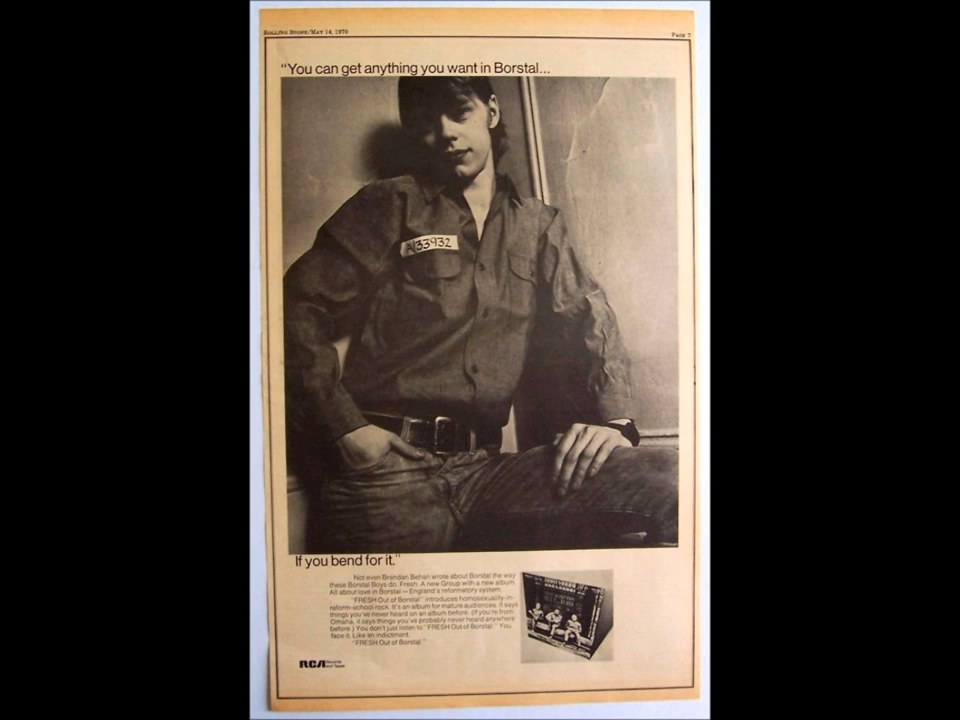 ROLLING STONE/MAY 14, 1970
PAGE 7
"You can get anything you want in Borstal...
A33932
If you bend for it."
Not even Brendan Behan wrote about Borstal the way
these Borstal Boys do. Fresh. A new Group with a new album.
All about love in Borstal — England's reformatory system.
"FRESH Out of Borstal" introduces homosexuality-in-
reform-school rock. It's an album for mature audiences. It says
things you've never heard on an album before. (If you're from
Omaha, it says things you've probably never heard anywhere
before.) You don't just listen to "FRESH Out of Borstal." You
face it. Like an indictment.
"FRESH Out of Borstal."
RCA Records
and Tapes